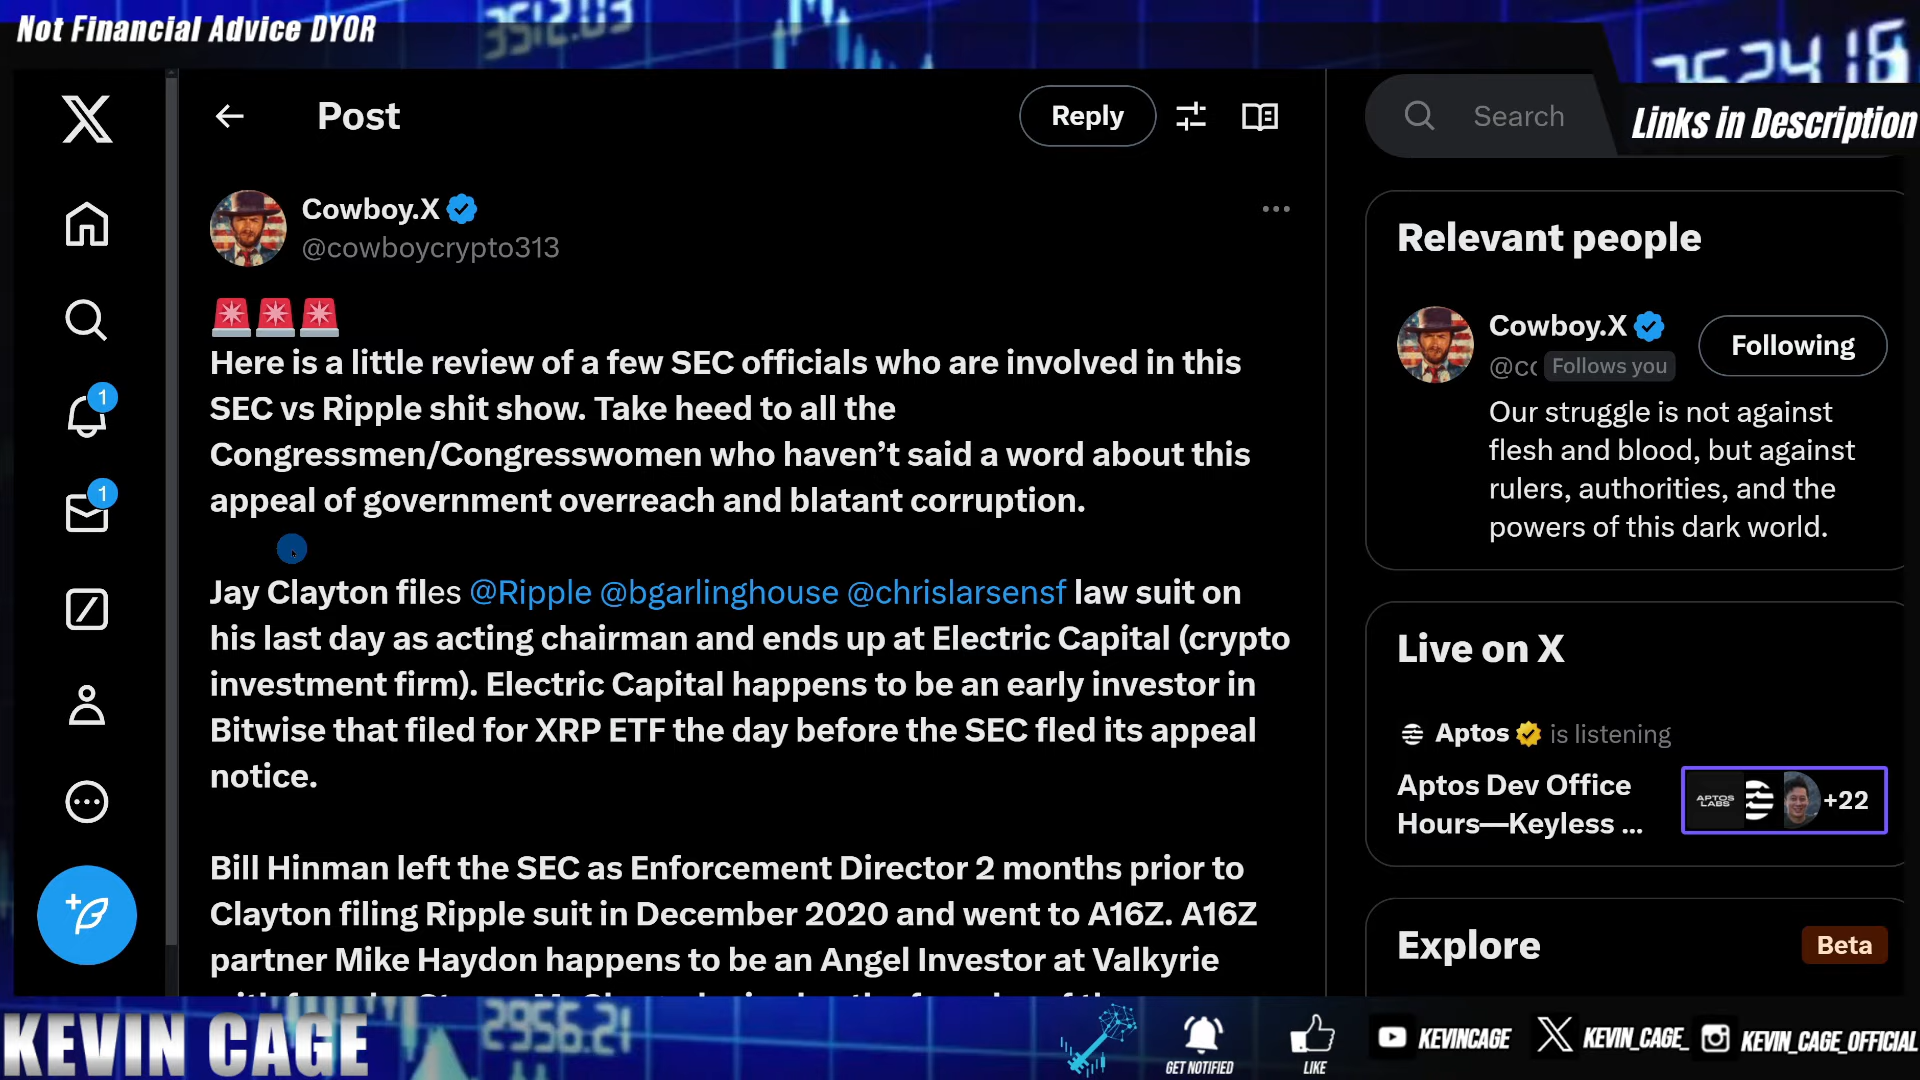 Not Financial Advice DYOR
3512.03
3524.18
Links in Description
Post
Reply
Search
Cowboy.X
@cowboycrypto313
Here is a little review of a few SEC officials who are involved in this
SEC vs Ripple shit show. Take heed to all the
Congressmen/Congresswomen who haven’t said a word about this
appeal of government overreach and blatant corruption.
Jay Clayton files @Ripple @bgarlinghouse @chrislarsensf law suit on
his last day as acting chairman and ends up at Electric Capital (crypto
investment firm). Electric Capital happens to be an early investor in
Bitwise that filed for XRP ETF the day before the SEC fled its appeal
notice.
Bill Hinman left the SEC as Enforcement Director 2 months prior to
Clayton filing Ripple suit in December 2020 and went to A16Z. A16Z
partner Mike Haydon happens to be an Angel Investor at Valkyrie
1
1
Relevant people
Cowboy.X
Following
@cc Follows you
Our struggle is not against
flesh and blood, but against
rulers, authorities, and the
powers of this dark world.
Live on X
Aptos is listening
Aptos Dev Office
Hours—Keyless ...
APTOS
LABS
+22
Explore
Beta
KEVIN CAGE
2956.21
GET NOTIFIED
LIKE
KEVINCAGE
KEVIN_CAGE_
KEVIN_CAGE_OFFICIAL